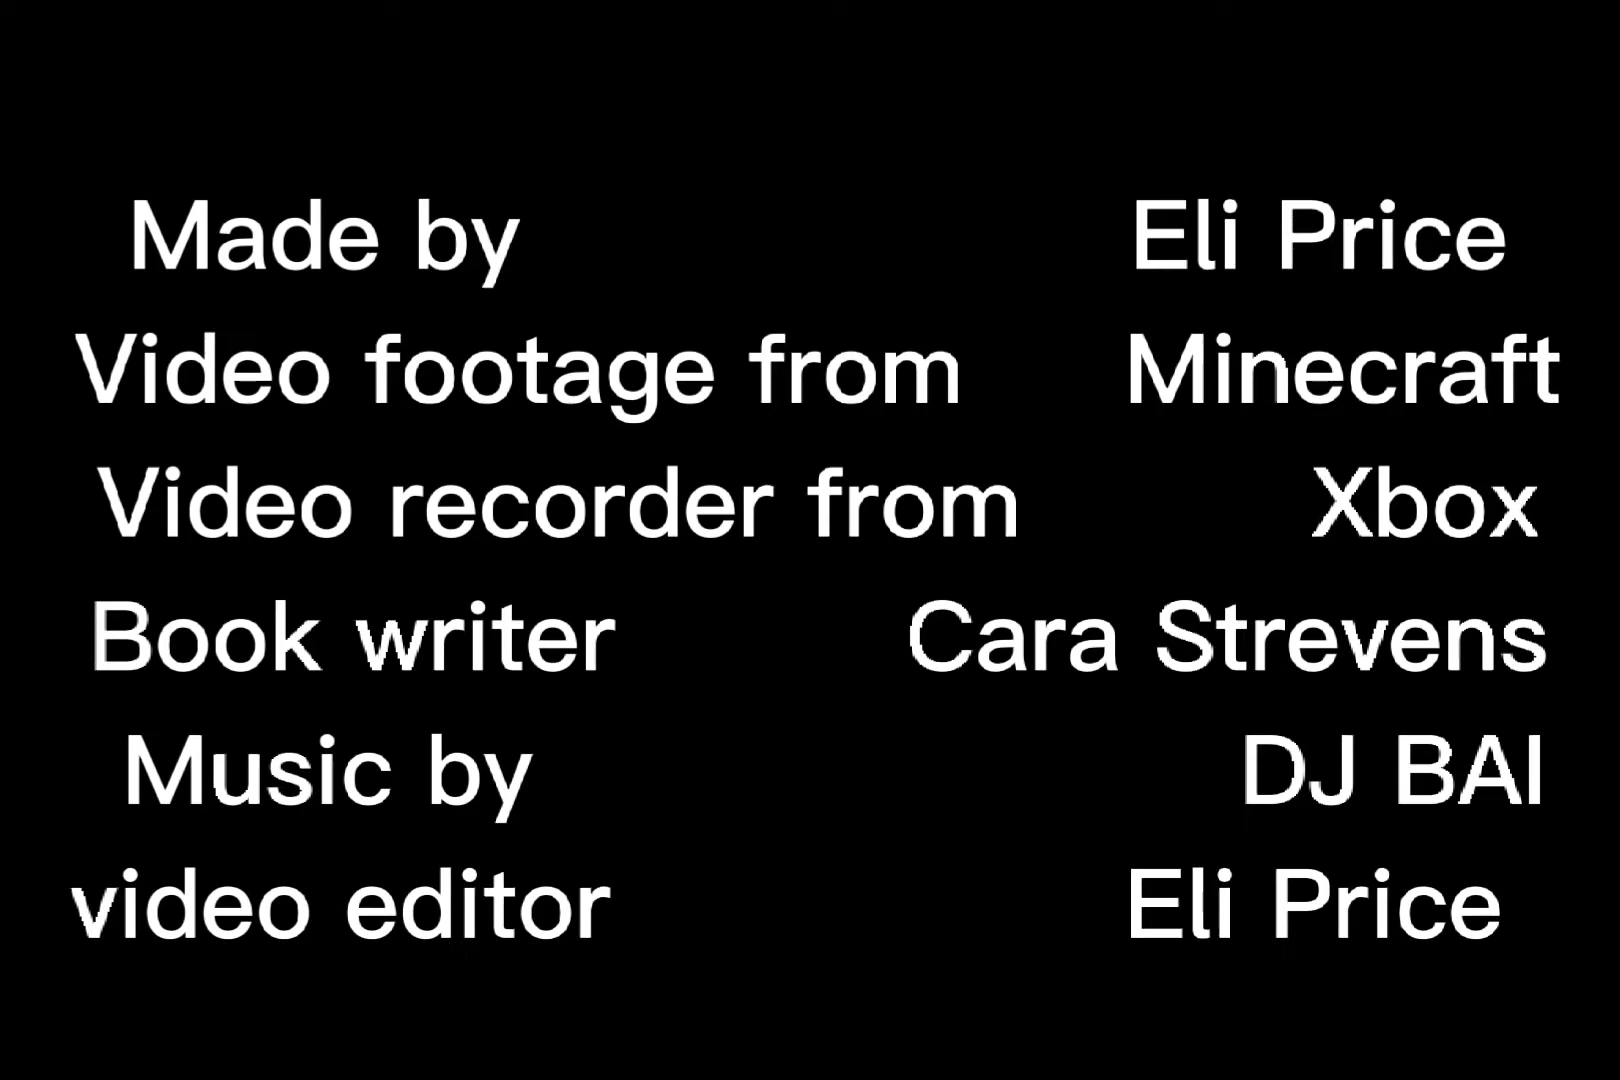 Made by Eli Price
Video footage from Minecraft
Video recorder from Xbox
Book writer Cara Strevens
Music by DJ BAI
video editor Eli Price